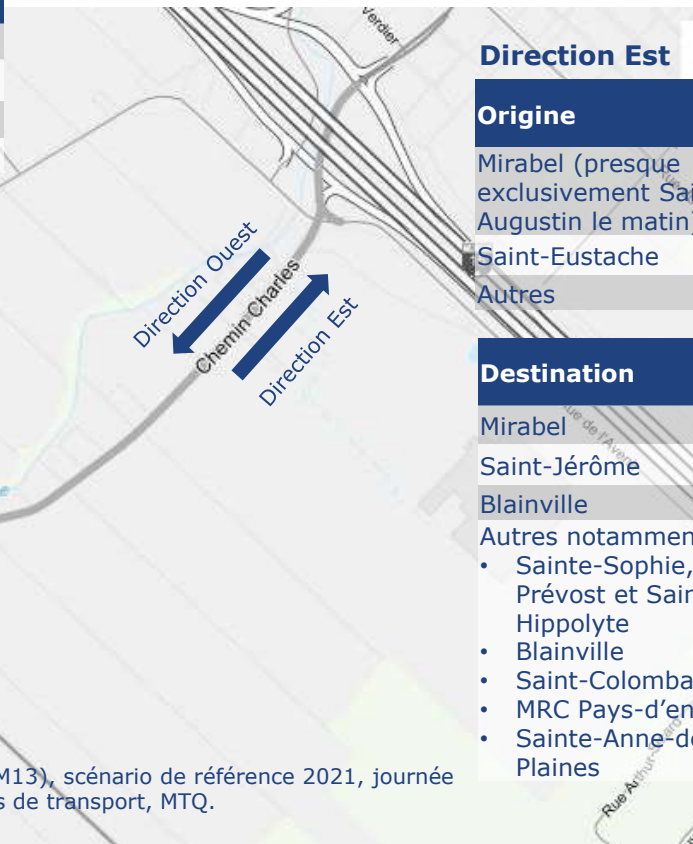 Verdier
Direction Est
Origine
Mirabel (presque
exclusivement Sai
Augustin le matin)
Saint-Eustache
Autres
Direction Ouest
Chemin Charles
Direction Est
Destination
Mirabel
Saint-Jérôme
Blainville
Autres notammen
• Sainte-Sophie,
Prévost et Sain
Hippolyte
• Blainville
• Saint-Colomba
• MRC Pays-d'en
• Sainte-Anne-de
Plaines
M13), scénario de référence 2021, journée
s de transport, MTQ.